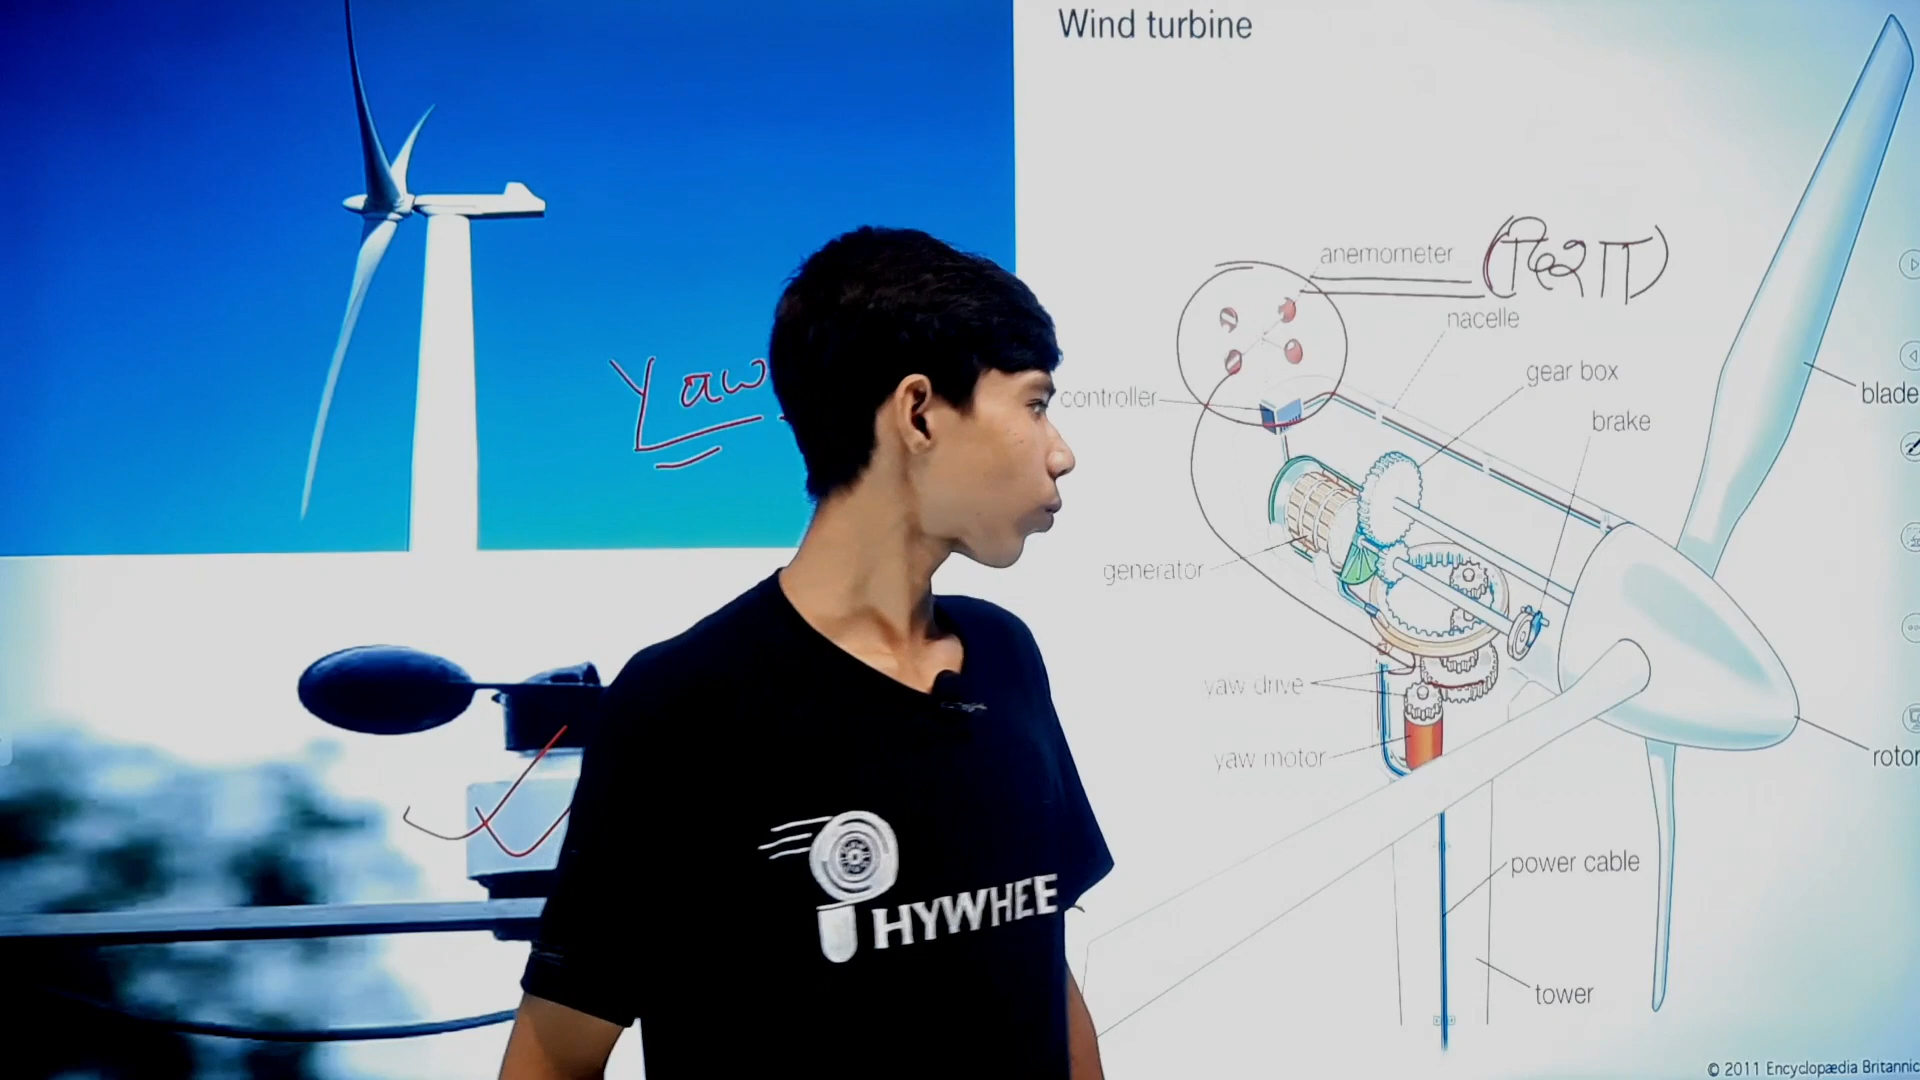 Wind turbine
anemometer (दिशा)
nacelle
gear box
Yaw
controller
blade
brake
generator
yaw drive
yaw motor
rotor
HYWHEE
power cable
tower
© 2011 Encyclopædia Britannic